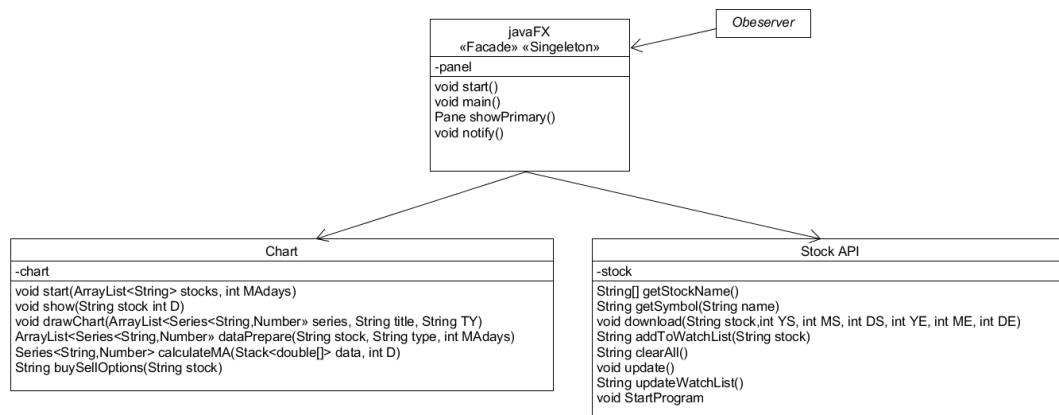 Obeserver
javaFX
«Facade» «Singeleton»
-panel
void start()
void main()
Pane showPrimary()
void notify()
Chart
-chart
void start(ArrayList<String> stocks, int MAdays)
void show(String stock int D)
void drawChart(ArrayList<Series<String,Number» series, String title, String TY)
ArrayList<Series<String,Number» dataPrepare(String stock, String type, int MAdays)
Series<String,Number> calculateMA(Stack<double[]> data, int D)
String buySellOptions(String stock)
Stock API
-stock
String[] getStockName()
String getSymbol(String name)
void download(String stock,int YS, int MS, int DS, int YE, int ME, int DE)
String addToWatchList(String stock)
String clearAll()
void update()
String updateWatchList()
void StartProgram